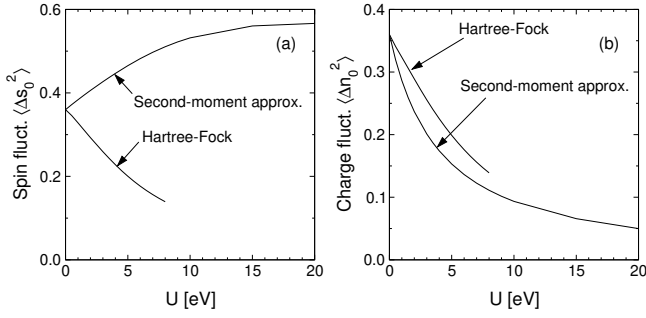 0.6
0.4
0.2
0.0
0
5
10
15
20
Spin fluct. ⟨Δs₀²⟩
U [eV]
(a)
Second-moment approx.
Hartree-Fock
0.4
0.3
0.2
0.1
0.0
0
5
10
15
20
Charge fluct. ⟨Δn₀²⟩
U [eV]
(b)
Hartree-Fock
Second-moment approx.